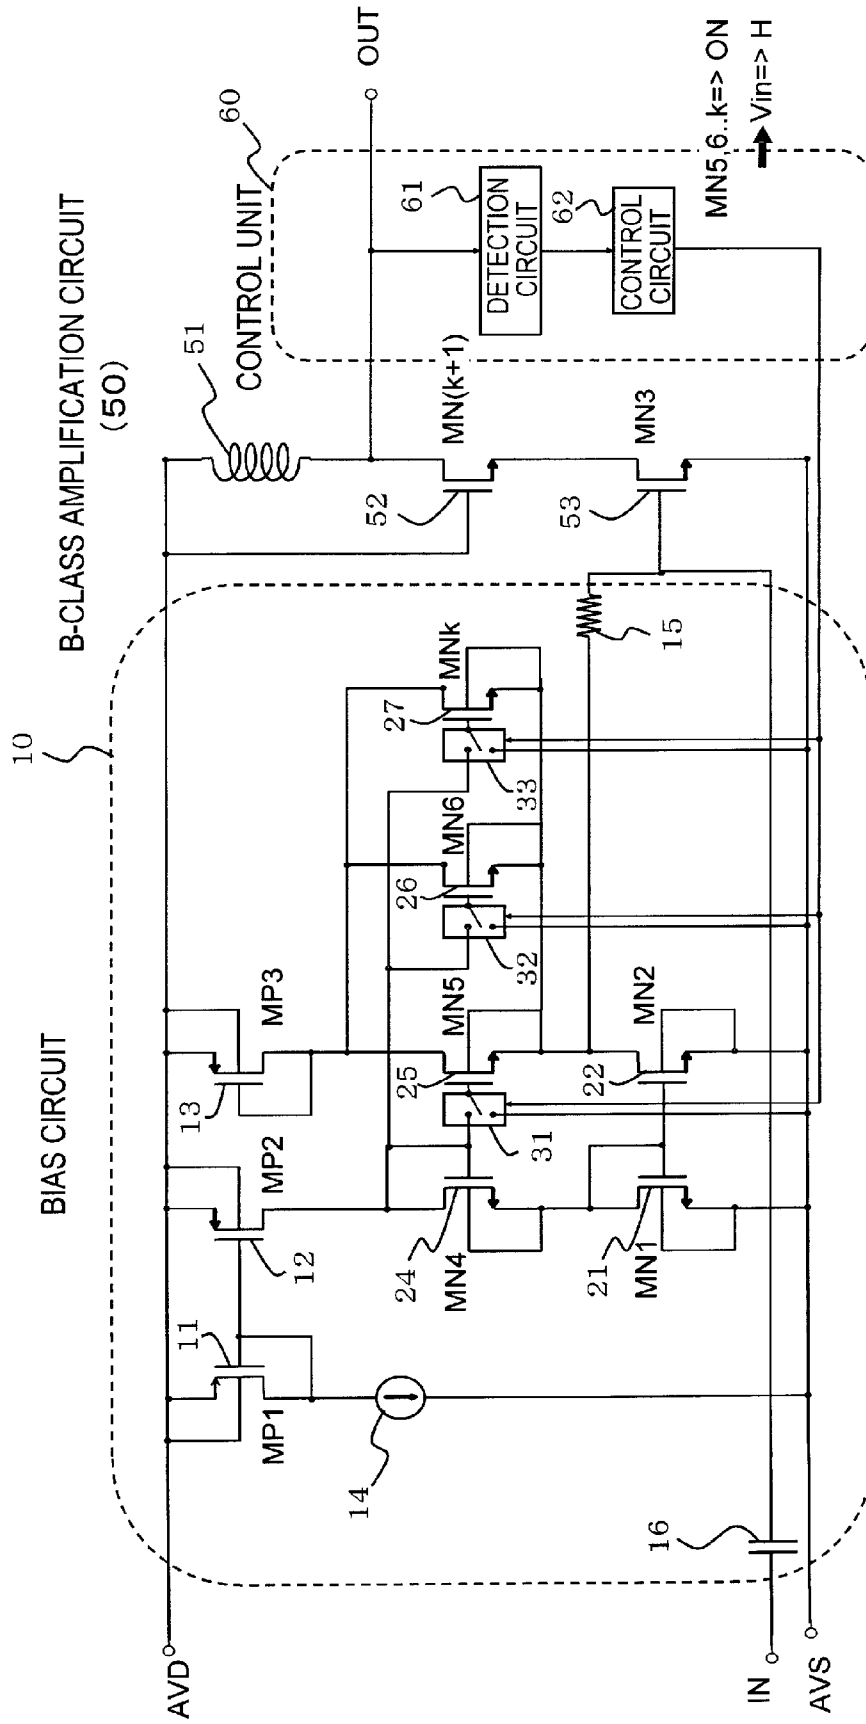 B-CLASS AMPLIFICATION CIRCUIT
(50)
BIAS CIRCUIT
10
CONTROL UNIT
60
AVD
OUT
51
11
MP1
12
MP2
13
MP3
14
24
MN4
25
MN5
26
MN6
27
MNk
31
32
33
21
MN1
22
MN2
15
16
52
MN(k+1)
53
MN3
61
DETECTION
CIRCUIT
62
CONTROL
CIRCUIT
MN5,6..k=> ON
Vin=> H
IN
AVS